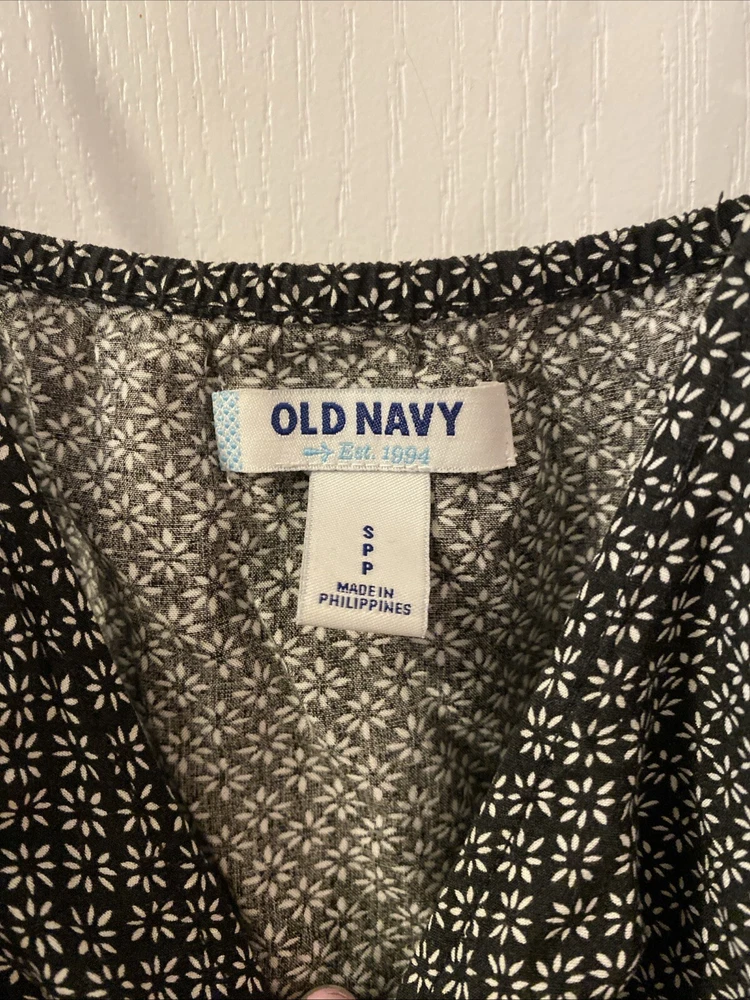 OLD NAVY
Est. 1994
S
P
P
MADE IN
PHILIPPINES